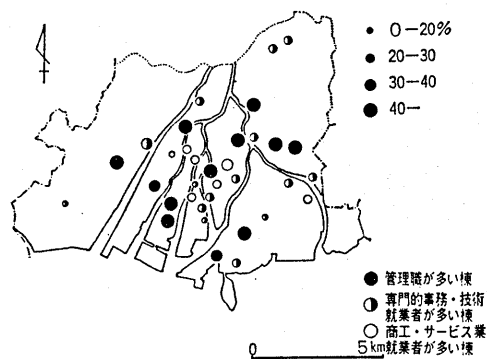 0－20%
20－30
30－40
40－
管理職が多い棟
専門的事務・技術
就業者が多い棟
商工・サービス業
就業者が多い棟
0 5km